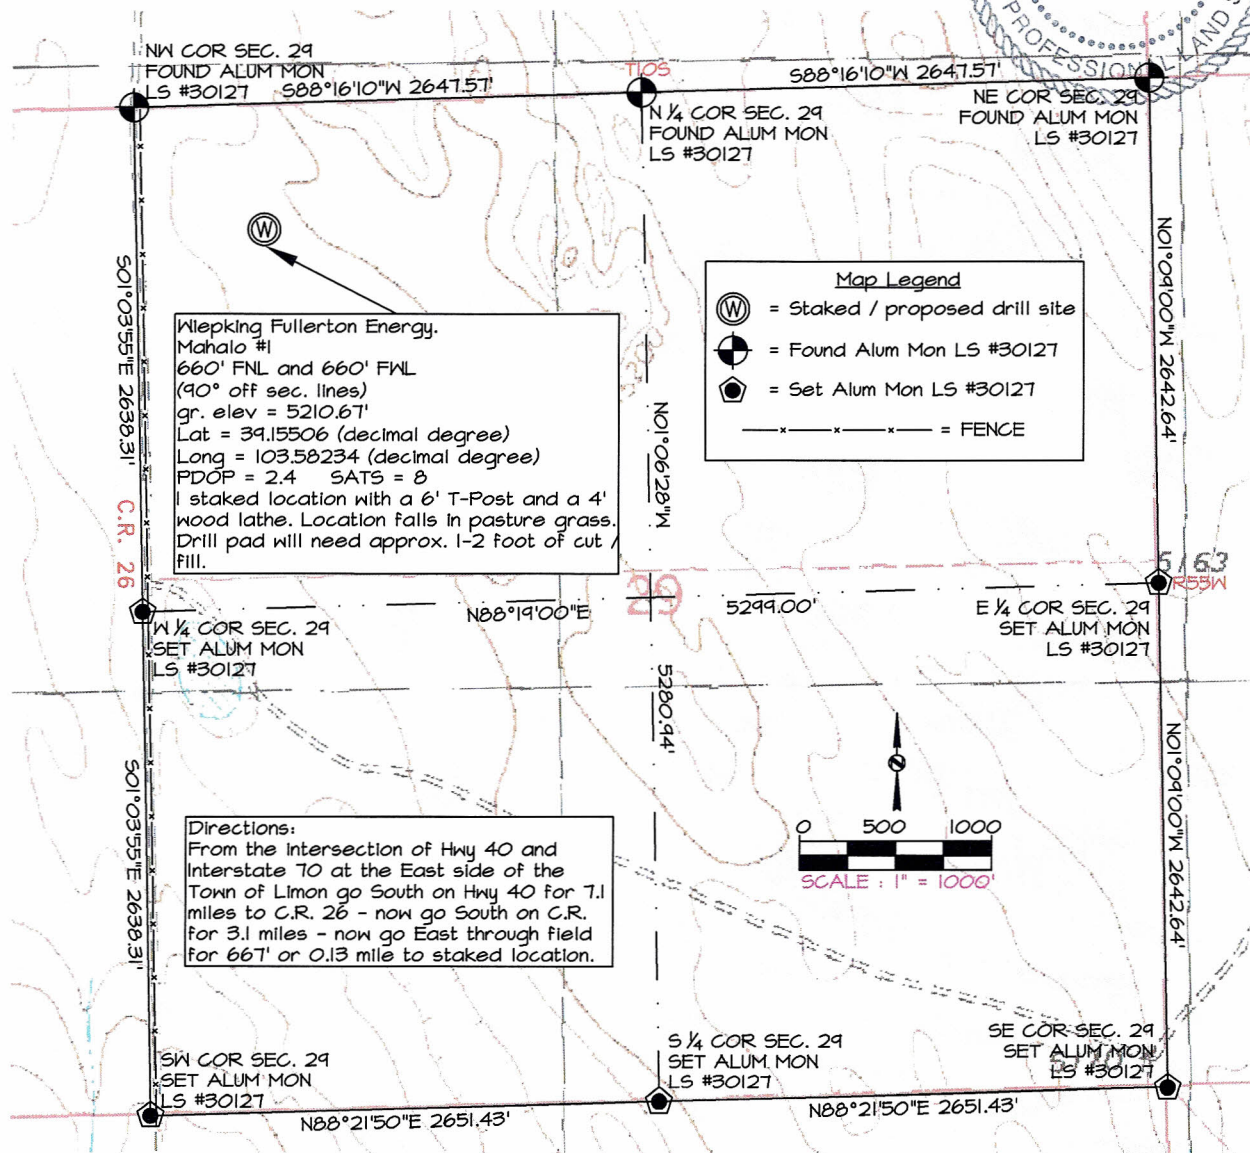 PROFESSIONAL LAND S
NW COR SEC. 29
FOUND ALUM MON
LS #30127
S88°16'10"W 2647.57'
T10S
S88°16'10"W 2647.57'
N 1/4 COR SEC. 29
FOUND ALUM MON
LS #30127
NE COR SEC. 29
FOUND ALUM MON
LS #30127
W
S01°03'55"E 2638.31'
N01°09'00"W 2642.64'
Map Legend
W = Staked / proposed drill site
= Found Alum Mon LS #30127
= Set Alum Mon LS #30127
= FENCE
Wiepking Fullerton Energy.
Mahalo #1
660' FNL and 660' FWL
(90° off sec. lines)
gr. elev = 5210.67'
Lat = 39.15506 (decimal degree)
Long = 103.58234 (decimal degree)
PDOP = 2.4 SATS = 8
I staked location with a 6' T-Post and a 4'
wood lathe. Location falls in pasture grass.
Drill pad will need approx. 1-2 foot of cut /
fill.
5200
N01°06'28"W
C.R. 26
29
5163
R55W
N88°19'00"E
5299.00'
W 1/4 COR SEC. 29
SET ALUM MON
LS #30127
E 1/4 COR SEC. 29
SET ALUM MON
LS #30127
5280.94'
S01°03'55"E 2638.31'
N01°09'00"W 2642.64'
N
0 500 1000
SCALE : 1" = 1000'
Directions:
From the intersection of Hwy 40 and
Interstate 70 at the East side of the
Town of Limon go South on Hwy 40 for 7.1
miles to C.R. 26 - now go South on C.R.
for 3.1 miles - now go East through field
for 667' or 0.13 mile to staked location.
SW COR SEC. 29
SET ALUM MON
LS #30127
S 1/4 COR SEC. 29
SET ALUM MON
LS #30127
SE COR SEC. 29
SET ALUM MON
LS #30127
N88°21'50"E 2651.43'
N88°21'50"E 2651.43'